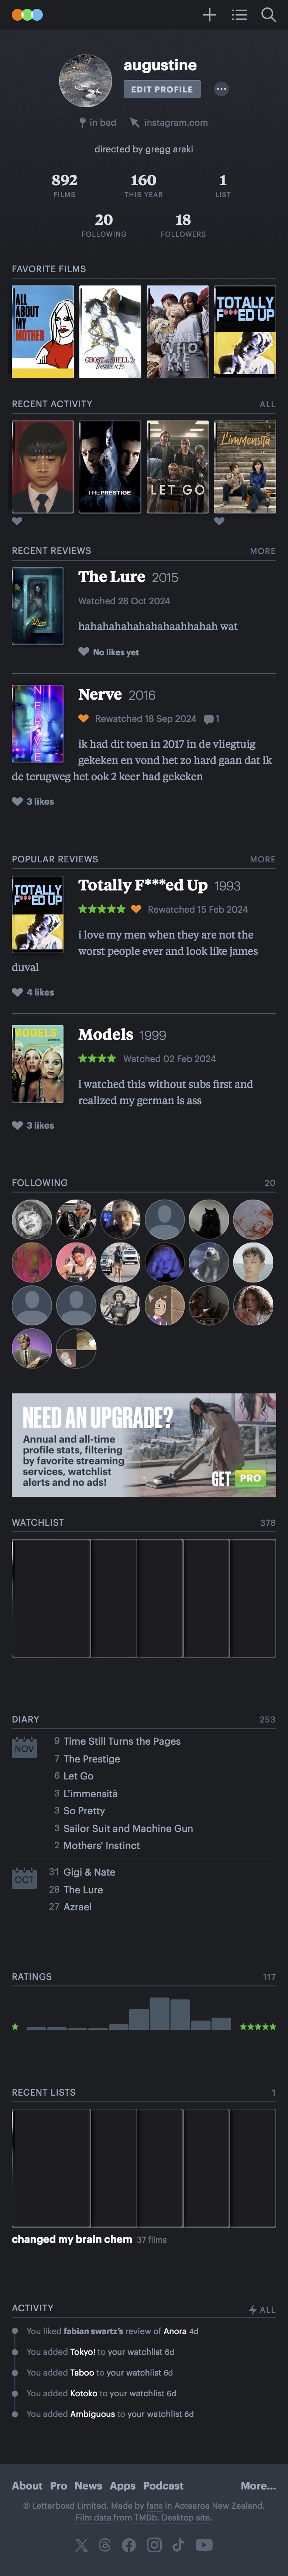 augustine
EDIT PROFILE
in bed instagram.com
directed by gregg araki
892 160 1
FILMS THIS YEAR LIST
20 18
FOLLOWING FOLLOWERS
FAVORITE FILMS
ALL ABOUT MY MOTHER
GHOST IN THE SHELL 2
INNOCENCE
WE ARE WHO WE ARE
TOTALLY F***ED UP
RECENT ACTIVITY ALL
THE PRESTIGE
LET GO
L'immensità
RECENT REVIEWS MORE
The Lure 2015
Watched 28 Oct 2024
hahahahahahahahaahhahah wat
No likes yet
NERVE
Nerve 2016
Rewatched 18 Sep 2024 1
ik had dit toen in 2017 in de vliegtuig
gekeken en vond het zo hard gaan dat ik
de terugweg het ook 2 keer had gekeken
3 likes
POPULAR REVIEWS MORE
TOTALLY F***ED UP
Totally F***ed Up 1993
★★★★★ Rewatched 15 Feb 2024
i love my men when they are not the
worst people ever and look like james
duval
4 likes
MODELS
Models 1999
★★★★ Watched 02 Feb 2024
i watched this without subs first and
realized my german is ass
3 likes
FOLLOWING 20
NEED AN UPGRADE?
Annual and all-time
profile stats, filtering
by favorite streaming
services, watchlist
alerts and no ads!
GET PRO
WATCHLIST 378
DIARY 253
NOV
9 Time Still Turns the Pages
7 The Prestige
6 Let Go
3 L'immensità
3 So Pretty
3 Sailor Suit and Machine Gun
2 Mothers' Instinct
OCT
31 Gigi & Nate
28 The Lure
27 Azrael
RATINGS 117
★ ★★★★★
RECENT LISTS 1
changed my brain chem 37 films
ACTIVITY ALL
You liked fabian swartz's review of Anora 4d
You added Tokyo! to your watchlist 6d
You added Taboo to your watchlist 6d
You added Kotoko to your watchlist 6d
You added Ambiguous to your watchlist 6d
About Pro News Apps Podcast More...
© Letterboxd Limited. Made by fans in Aotearoa New Zealand.
Film data from TMDb. Desktop site.